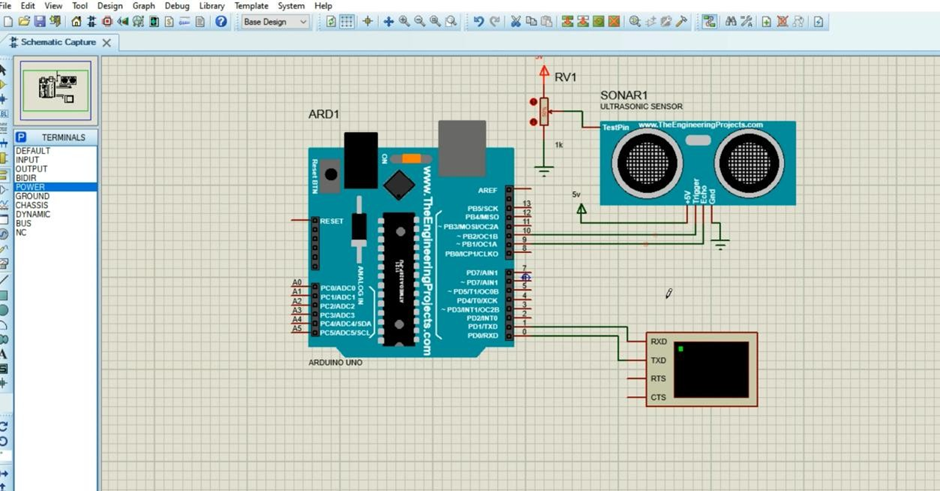 File Edit View Tool Design Graph Debug Library Template System Help
Base Design
Schematic Capture
P TERMINALS
DEFAULT
INPUT
OUTPUT
BIDIR
POWER
GROUND
CHASSIS
DYNAMIC
BUS
NC
RV1
1k
SONAR1
ULTRASONIC SENSOR
TestPin
www.TheEngineeringProjects.com
+5V
Trigger
Echo
Gnd
5v
ARD1
Reset BTN
ON
www.TheEngineeringProjects.com
ANALOG IN
RESET
A0 PC0/ADC0
A1 PC1/ADC1
A2 PC2/ADC2
A3 PC3/ADC3
A4 PC4/ADC4/SDA
A5 PC5/ADC5/SCL
AREF
PB5/SCK 13
PB4/MISO 12
~ PB3/MOSI/OC2A 11
~ PB2/OC1B 10
~ PB1/OC1A 9
PB0/ICP1/CLKO 8
PD7/AIN1 7
~ PD7/AIN1
~ PD5/T1/OC0B 5
PD4/T0/XCK 4
~ PD3/INT1/OC2B 3
PD2/INT0 2
PD1/TXD 1
PD0/RXD 0
ARDUINO UNO
RXD
TXD
RTS
CTS